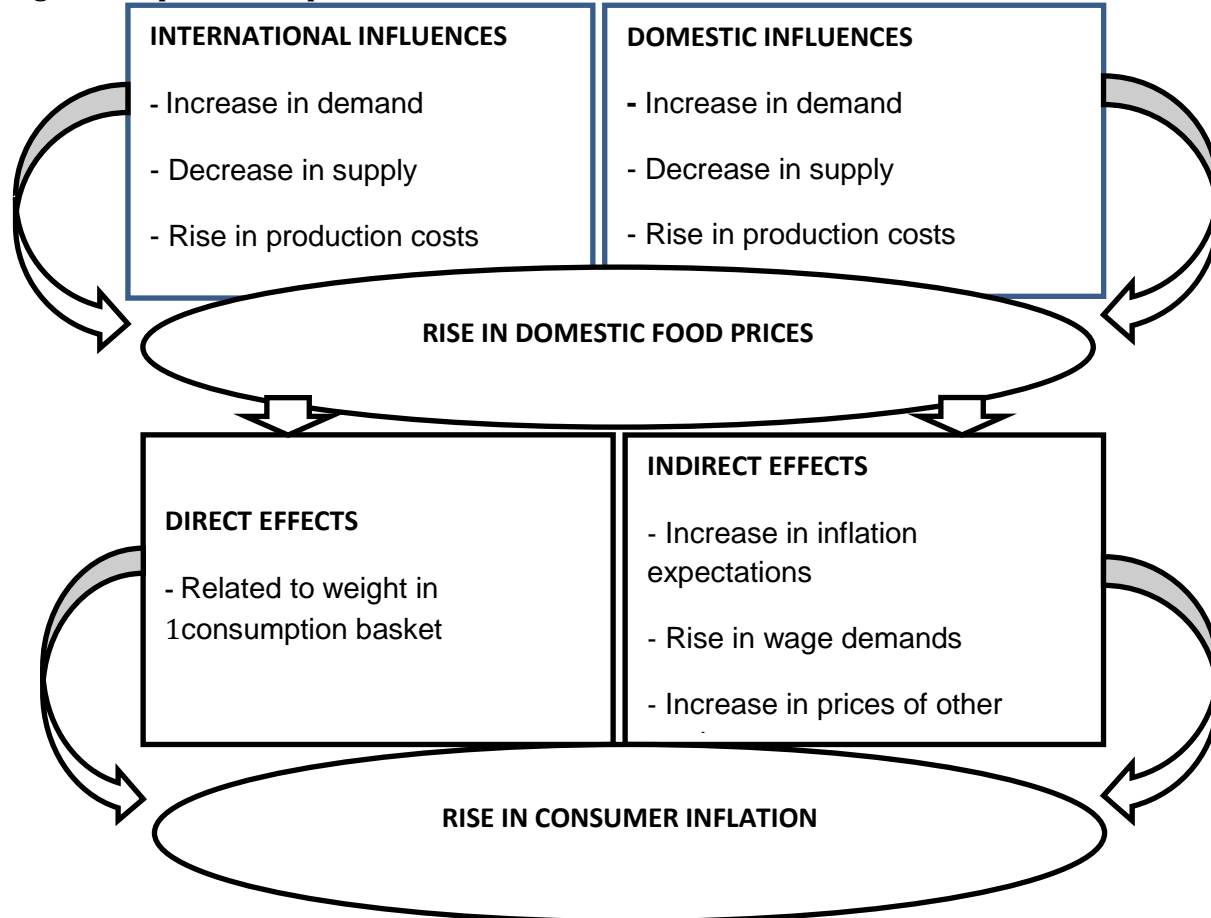 INTERNATIONAL INFLUENCES
- Increase in demand
- Decrease in supply
- Rise in production costs
DOMESTIC INFLUENCES
- Increase in demand
- Decrease in supply
- Rise in production costs
RISE IN DOMESTIC FOOD PRICES
DIRECT EFFECTS
- Related to weight in
1consumption basket
INDIRECT EFFECTS
- Increase in inflation
expectations
- Rise in wage demands
- Increase in prices of other
RISE IN CONSUMER INFLATION